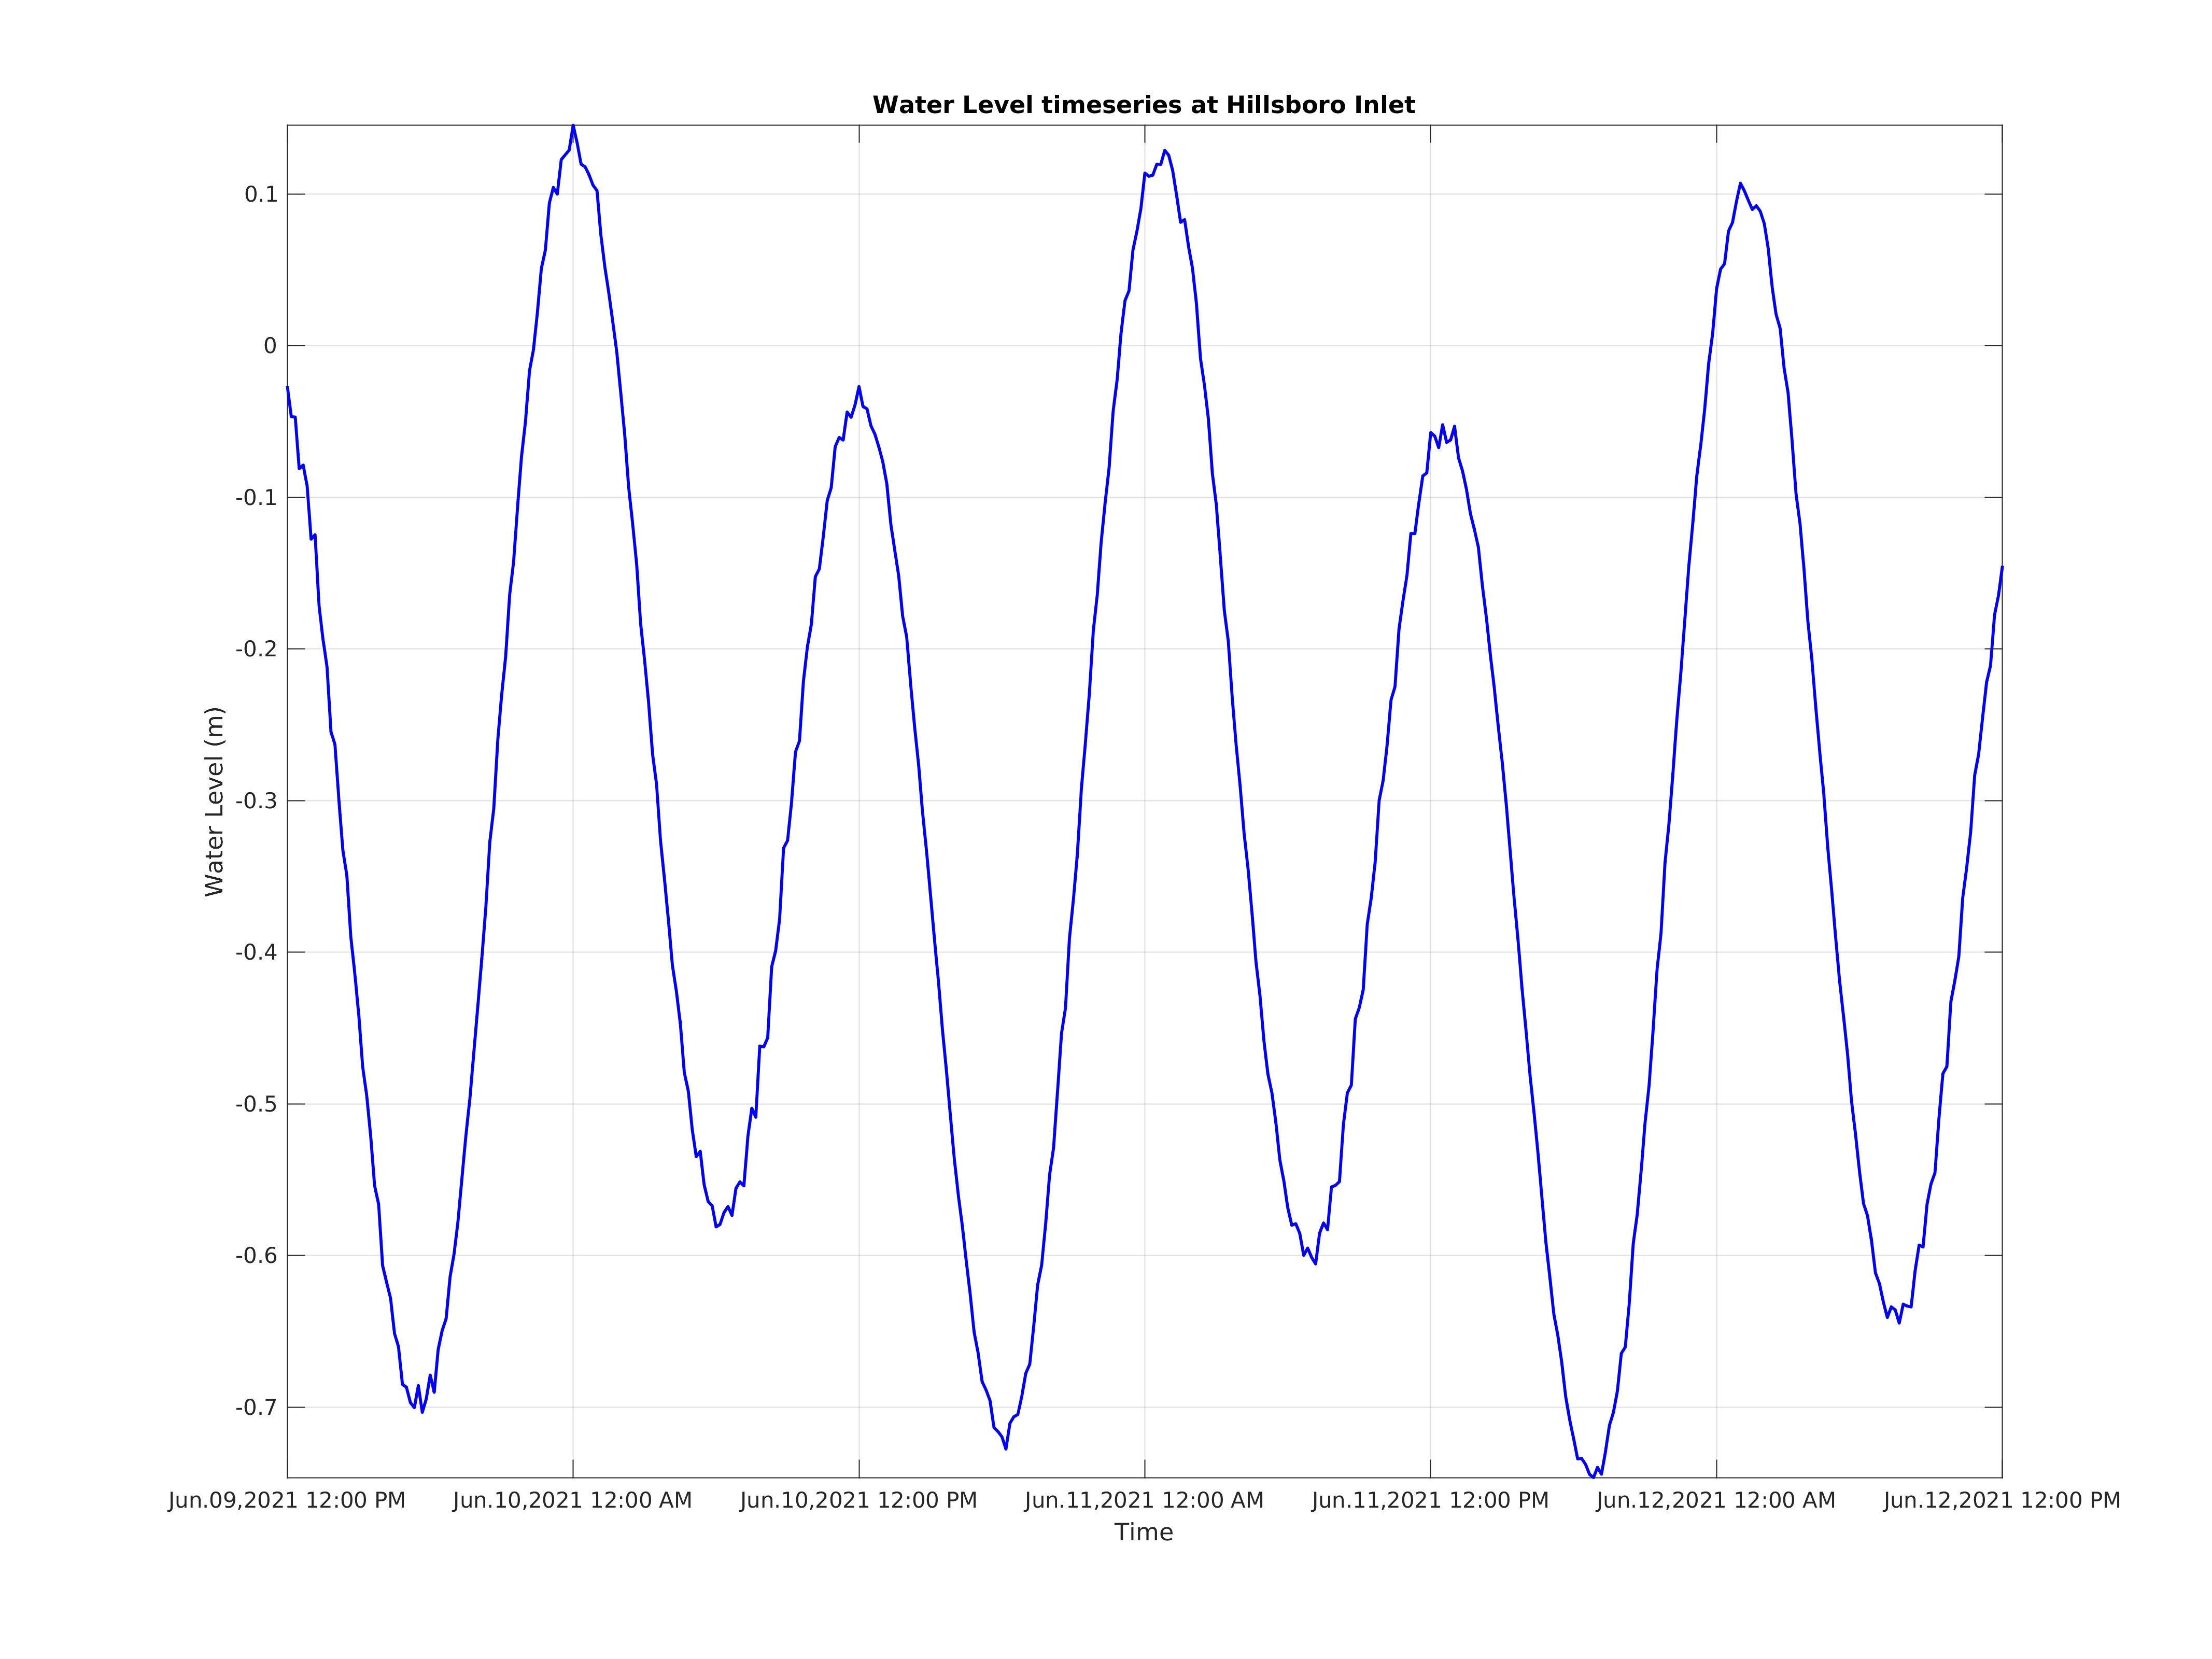 Water Level timeseries at Hillsboro Inlet
0.1
0
-0.1
-0.2
-0.3
-0.4
-0.5
-0.6
-0.7
Water Level (m)
Jun.09,2021 12:00 PM Jun.10,2021 12:00 AM Jun.10,2021 12:00 PM Jun.11,2021 12:00 AM Jun.11,2021 12:00 PM Jun.12,2021 12:00 AM Jun.12,2021 12:00 PM
Time